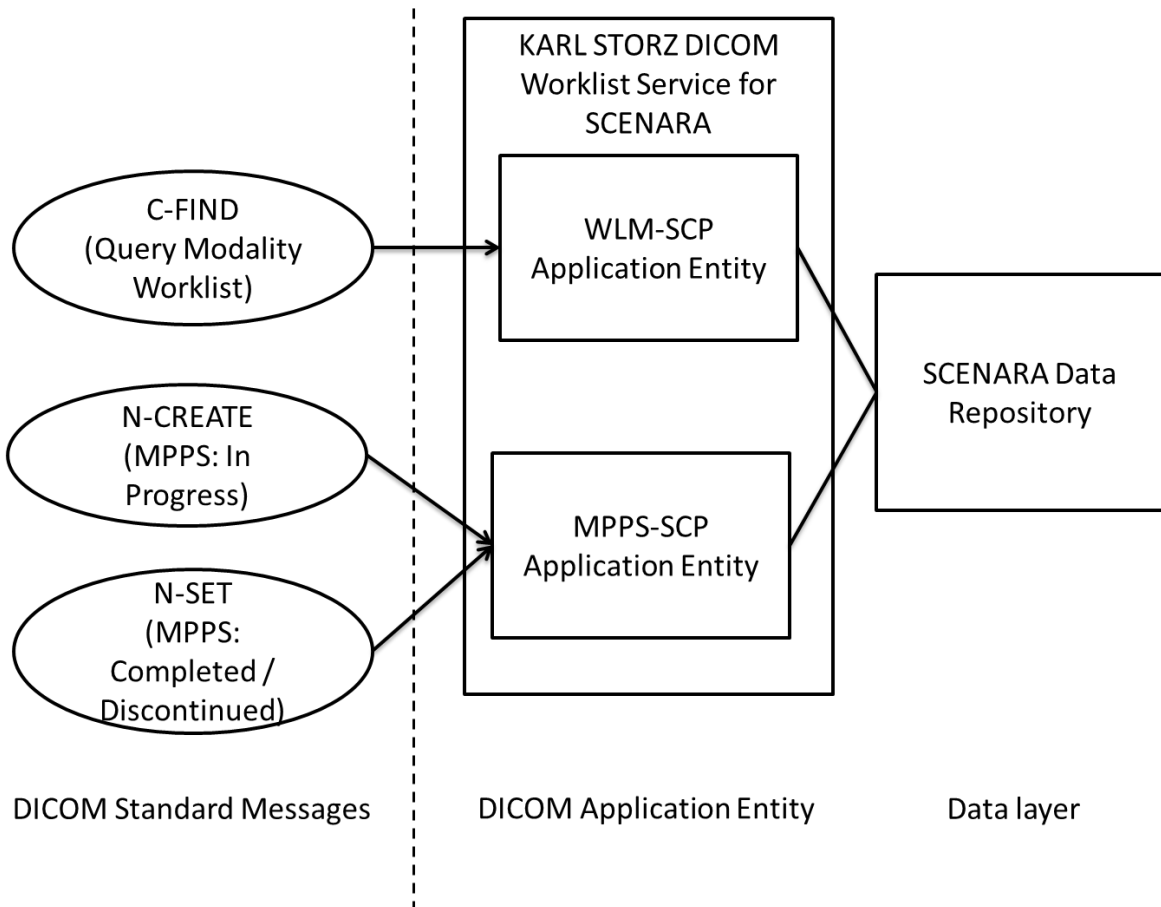 KARL STORZ DICOM
Worklist Service for
SCENARA
C-FIND
(Query Modality
Worklist)
WLM-SCP
Application Entity
SCENARA Data
Repository
N-CREATE
(MPPS: In
Progress)
MPPS-SCP
Application Entity
N-SET
(MPPS:
Completed /
Discontinued)
DICOM Standard Messages
DICOM Application Entity
Data layer